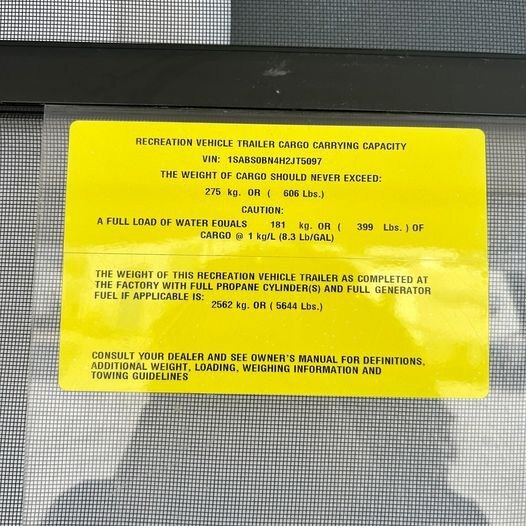 RECREATION VEHICLE TRAILER CARGO CARRYING CAPACITY
VIN: 1SABS0BN4H2JT5097
THE WEIGHT OF CARGO SHOULD NEVER EXCEED:
275 kg. OR ( 606 Lbs.)
CAUTION:
A FULL LOAD OF WATER EQUALS 181 kg. OR ( 399 Lbs. ) OF
CARGO @ 1 kg/L (8.3 Lb/GAL)
THE WEIGHT OF THIS RECREATION VEHICLE TRAILER AS COMPLETED AT
THE FACTORY WITH FULL PROPANE CYLINDER(S) AND FULL GENERATOR
FUEL IF APPLICABLE IS:
2562 kg. OR ( 5644 Lbs.)
CONSULT YOUR DEALER AND SEE OWNER'S MANUAL FOR DEFINITIONS,
ADDITIONAL WEIGHT, LOADING, WEIGHING INFORMATION AND
TOWING GUIDELINES